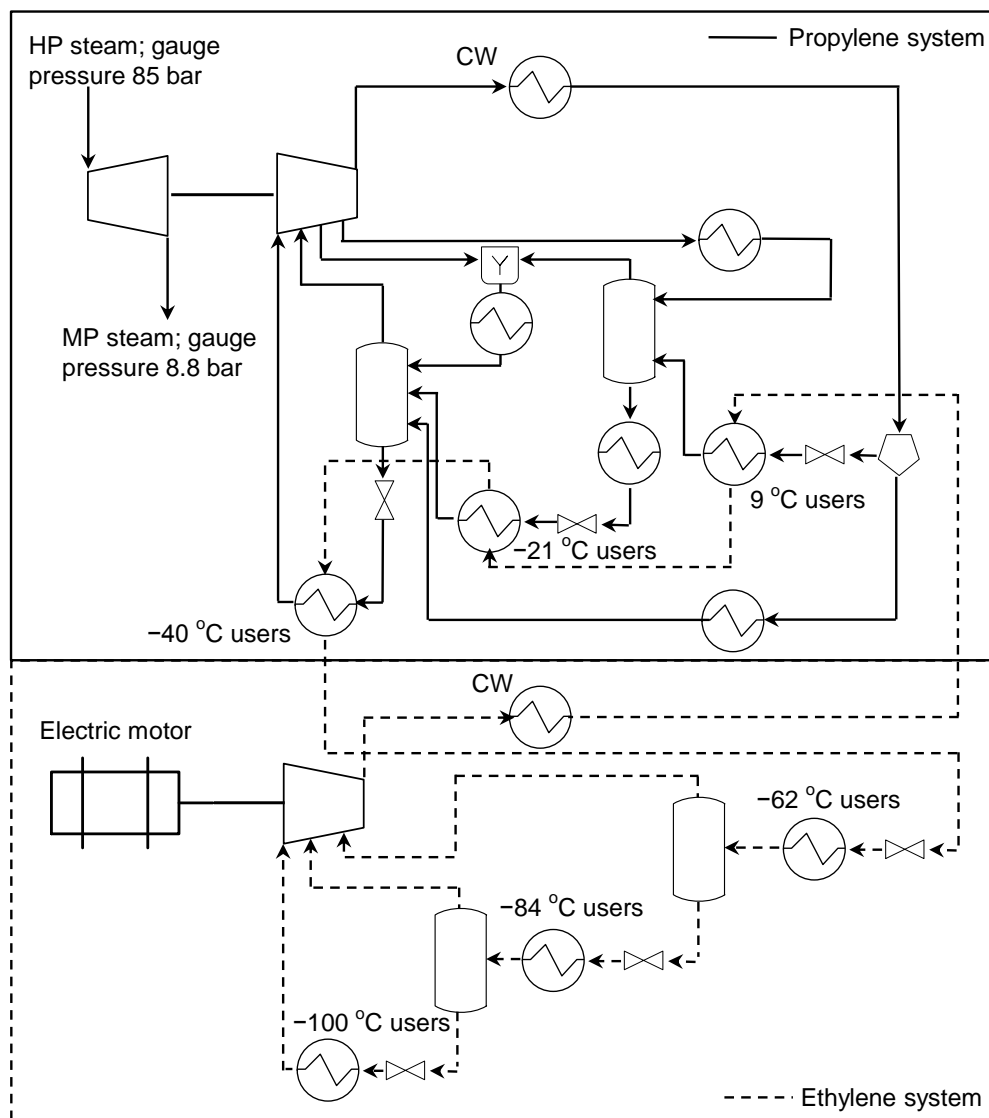 HP steam; gauge
pressure 85 bar
CW
Propylene system
Y
MP steam; gauge
pressure 8.8 bar
9 °C users
−21 °C users
−40 °C users
CW
Electric motor
−62 °C users
−84 °C users
−100 °C users
Ethylene system